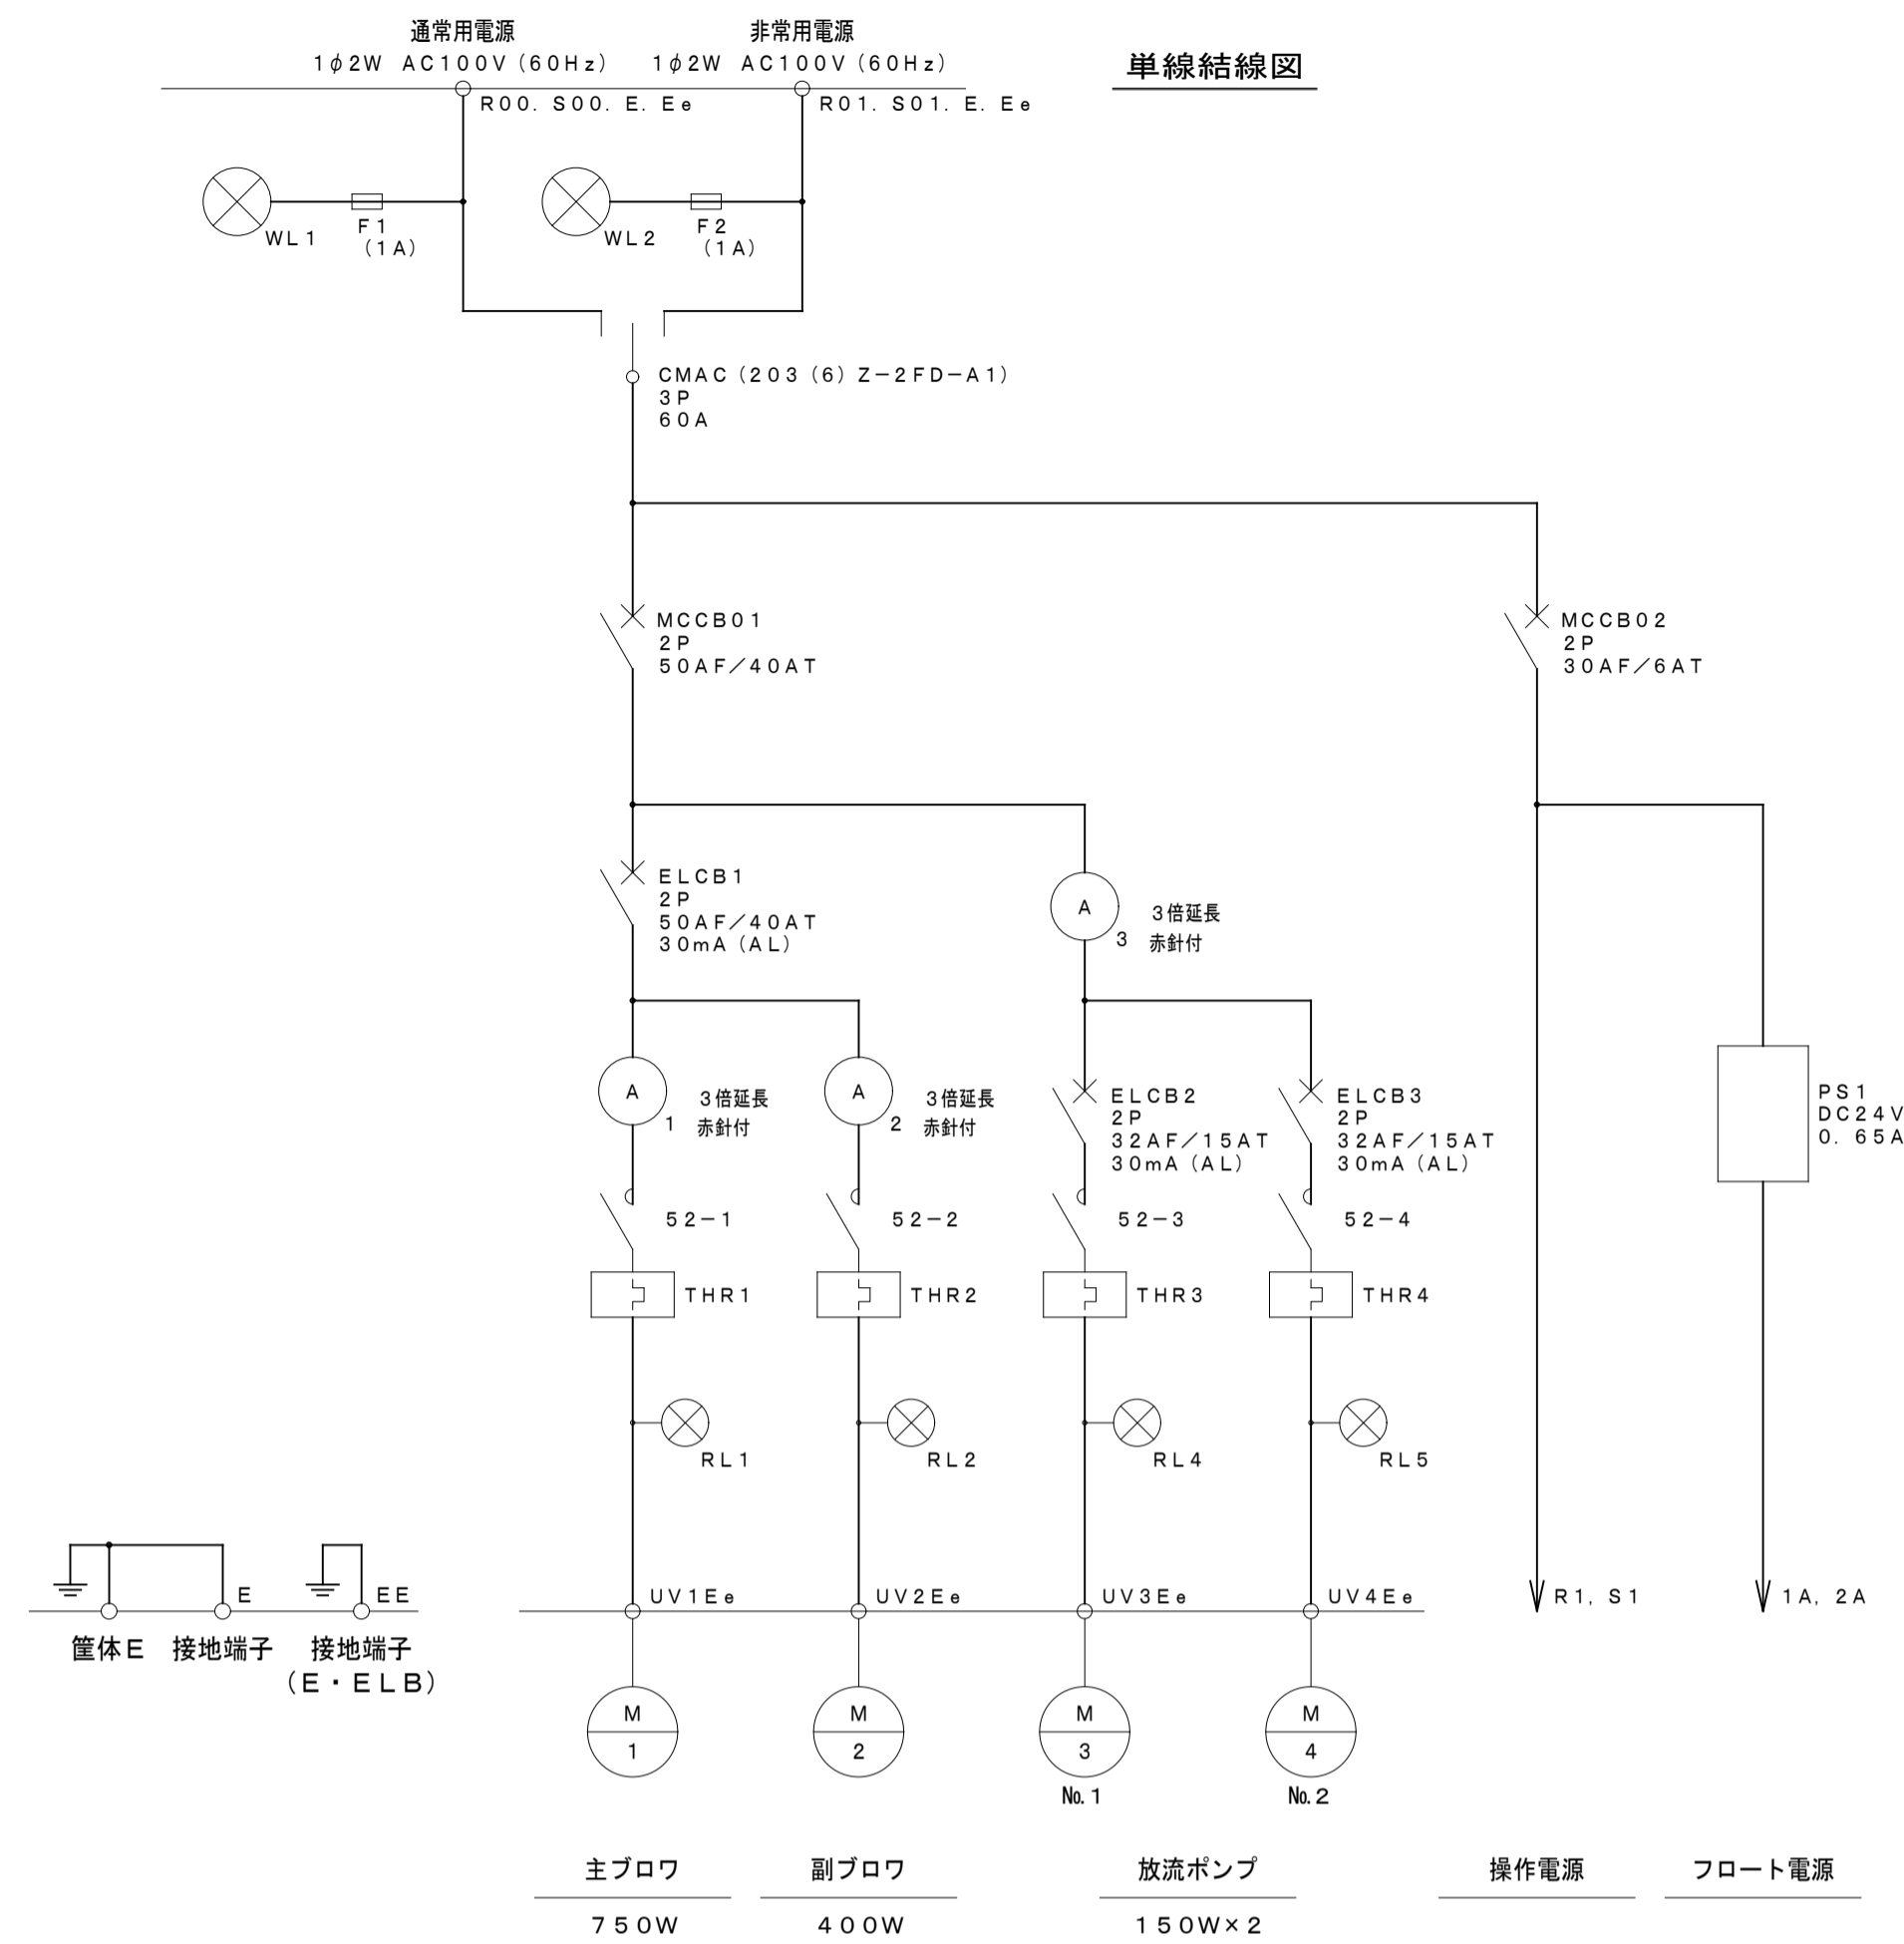 通常用電源
1φ2W AC100V(60Hz)
非常用電源
1φ2W AC100V(60Hz)
単線結線図
R00. S00. E. Ee
R01. S01. E. Ee
WL1
F1
(1A)
WL2
F2
(1A)
CMAC(203(6)Z-2FD-A1)
3P
60A
MCCB01
2P
50AF/40AT
MCCB02
2P
30AF/6AT
ELCB1
2P
50AF/40AT
30mA(AL)
A
3
3倍延長
赤針付
A
1
3倍延長
赤針付
A
2
3倍延長
赤針付
ELCB2
2P
32AF/15AT
30mA(AL)
ELCB3
2P
32AF/15AT
30mA(AL)
PS1
DC24V
0.65A
52-1
52-2
52-3
52-4
THR1
THR2
THR3
THR4
RL1
RL2
RL4
RL5
E
EE
UV1Ee
UV2Ee
UV3Ee
UV4Ee
R1, S1
1A, 2A
筐体E
接地端子
接地端子
(E・ELB)
M
1
M
2
M
3
M
4
№.1
№.2
主ブロワ
副ブロワ
放流ポンプ
操作電源
フロート電源
750W
400W
150W×2